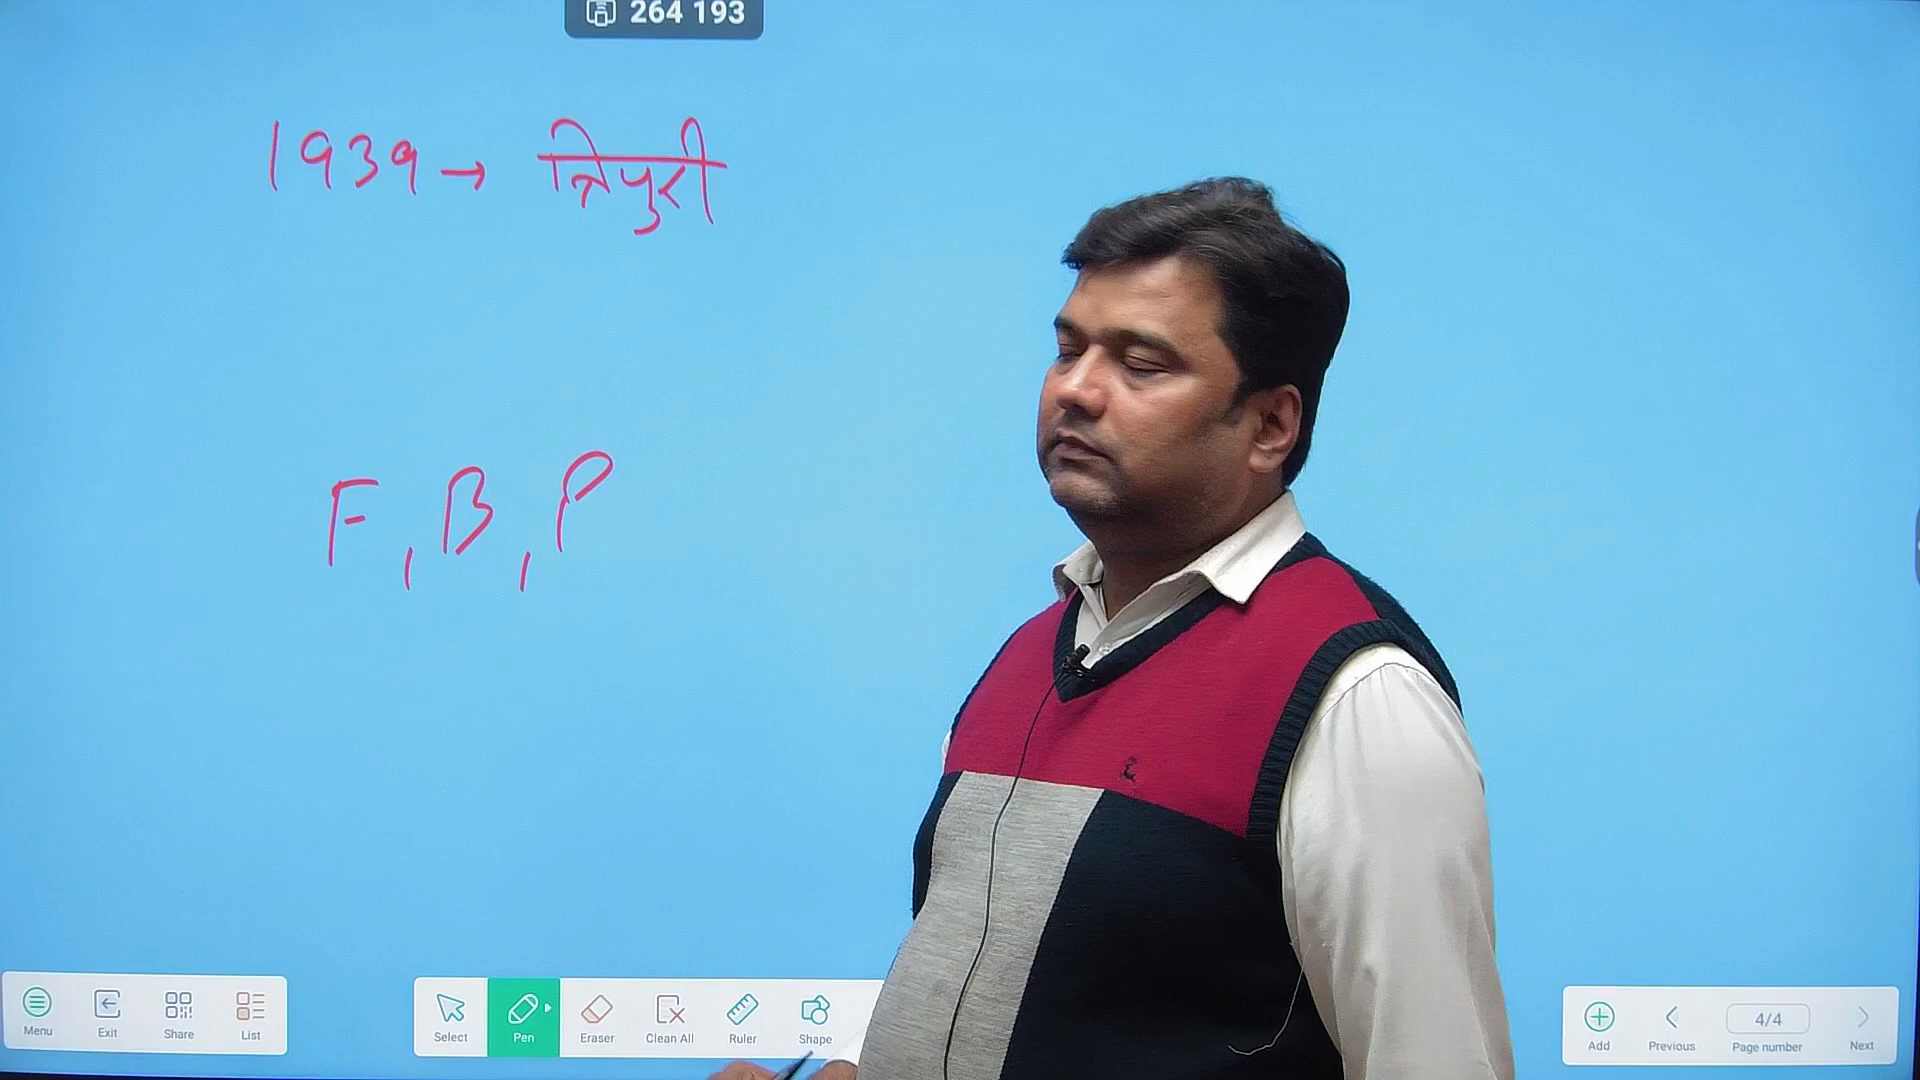 264 193
1939 → त्रिपुरी
F, B, P
Menu Exit Share List Select Pen Eraser Clean All Ruler Shape Add Previous 4/4 Page number Next